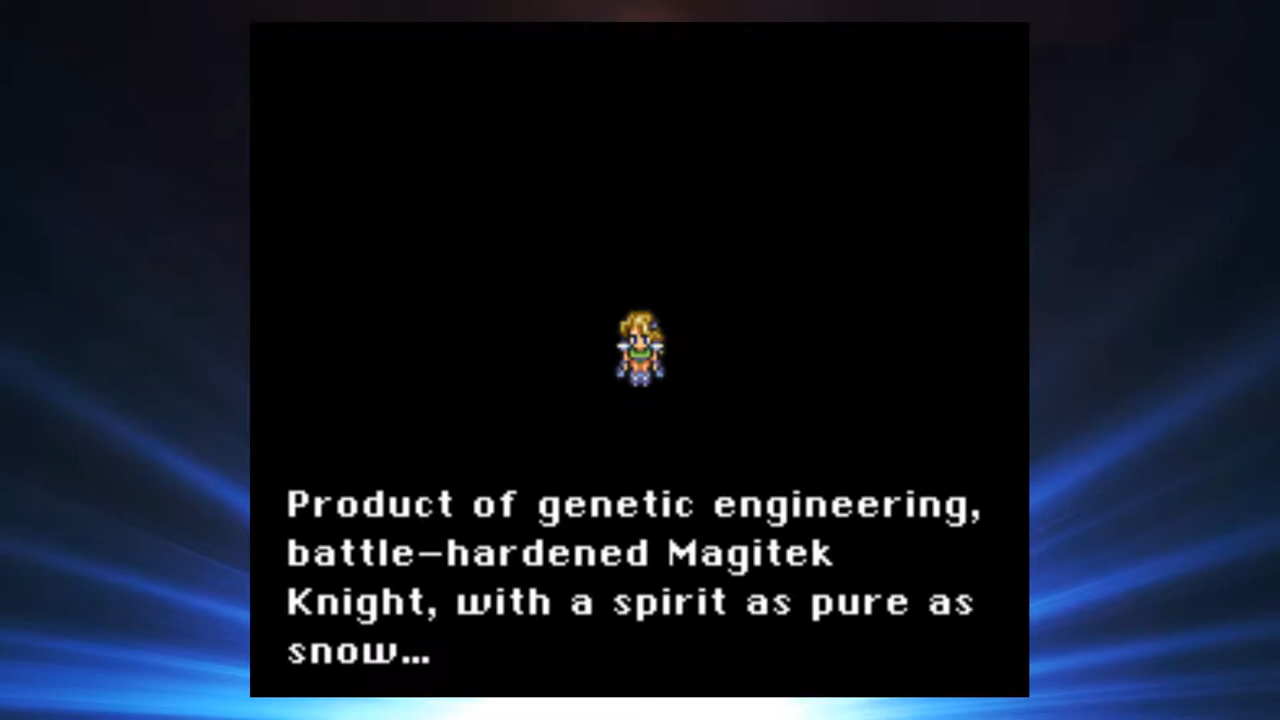 Product of genetic engineering,
battle-hardened Magitek
Knight, with a spirit as pure as
snow...